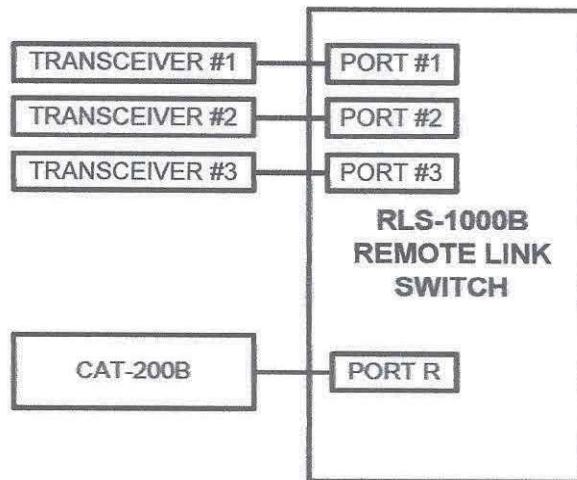 TRANSCEIVER #1
PORT #1
TRANSCEIVER #2
PORT #2
TRANSCEIVER #3
PORT #3
RLS-1000B
REMOTE LINK
SWITCH
CAT-200B
PORT R